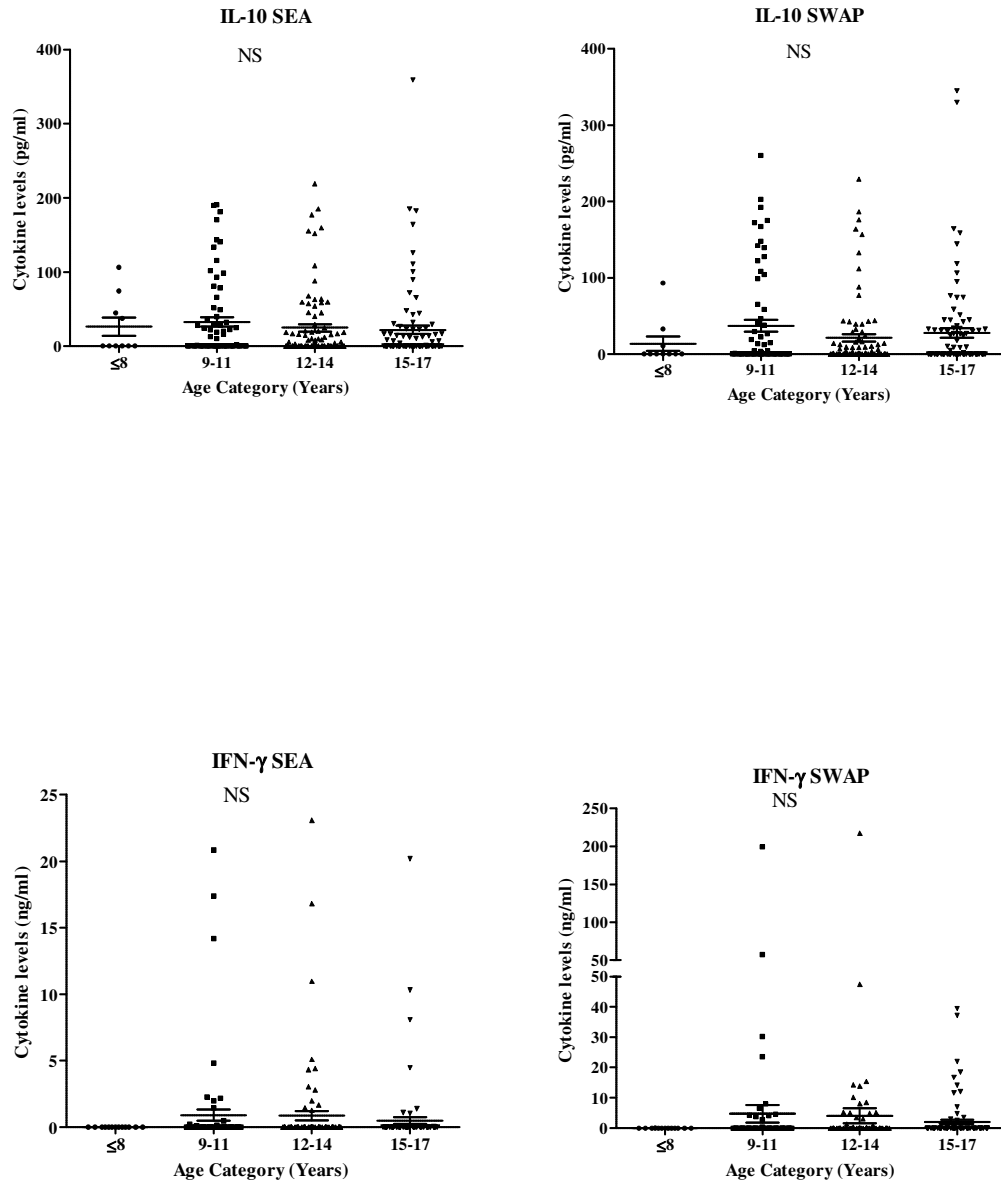 IL-10 SEA
NS
Cytokine levels (pg/ml)
400
300
200
100
0
≤8
9-11
12-14
15-17
Age Category (Years)
IL-10 SWAP
NS
Cytokine levels (pg/ml)
400
300
200
100
0
≤8
9-11
12-14
15-17
Age Category (Years)
IFN-γ SEA
NS
Cytokine levels (ng/ml)
25
20
15
10
5
0
≤8
9-11
12-14
15-17
Age Category (Years)
IFN-γ SWAP
NS
Cytokine levels (ng/ml)
250
200
150
100
50
50
40
30
20
10
0
≤8
9-11
12-14
15-17
Age Category (Years)